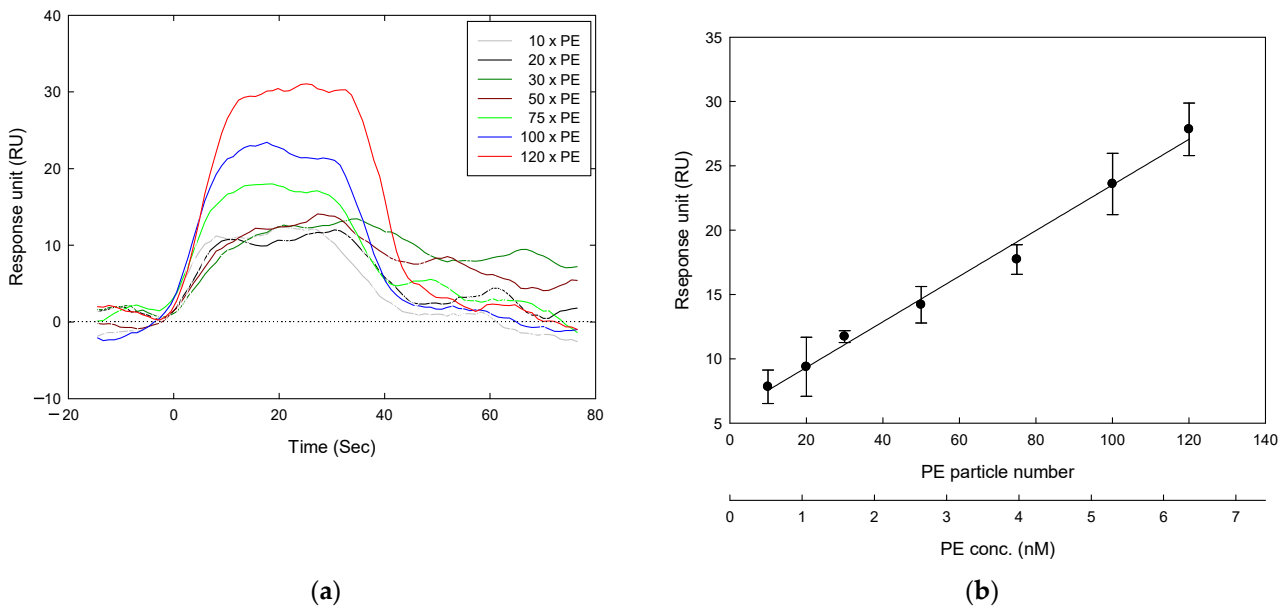 40
30
20
10
0
−10
Response unit (RU)
10 x PE
20 x PE
30 x PE
50 x PE
75 x PE
100 x PE
120 x PE
−20
0
20
40
60
80
Time (Sec)
(a)
35
30
25
20
15
10
5
Rseponse unit (RU)
0
20
40
60
80
100
120
140
PE particle number
0
1
2
3
4
5
6
7
PE conc. (nM)
(b)